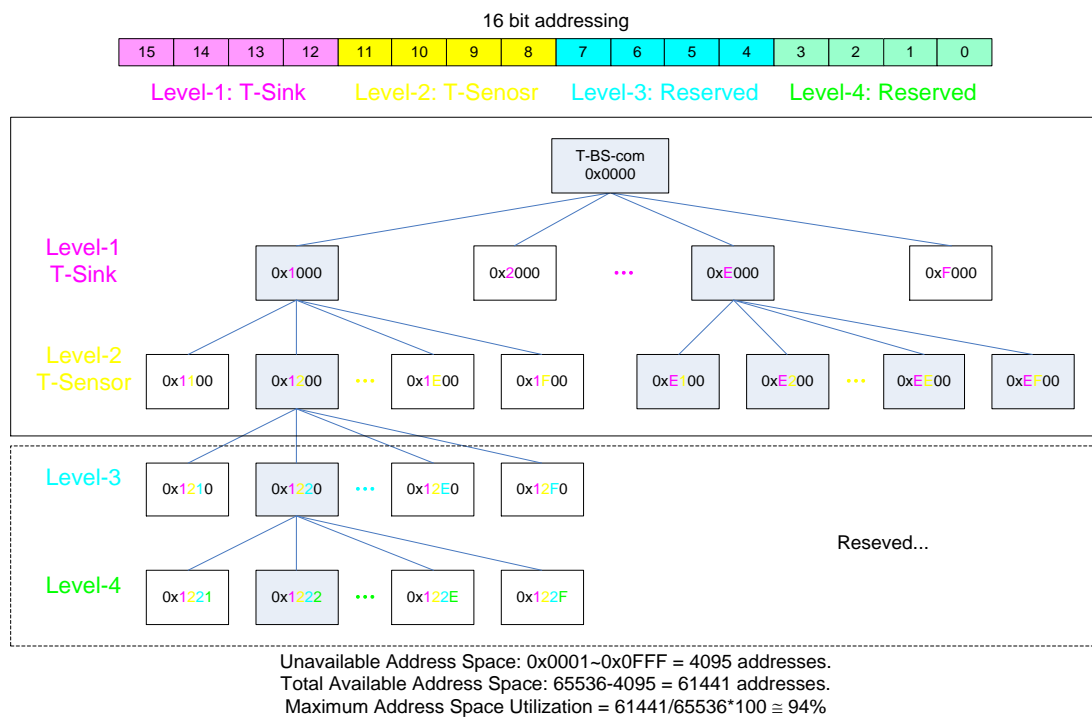 16 bit addressing
15 14 13 12 11 10 9 8 7 6 5 4 3 2 1 0
Level-1: T-Sink Level-2: T-Senosr Level-3: Reserved Level-4: Reserved
T-BS-com
0x0000
Level-1
T-Sink
0x1000 0x2000 ... 0xE000 0xF000
Level-2
T-Sensor
0x1100 0x1200 ... 0x1E00 0x1F00 0xE100 0xE200 ... 0xEE00 0xEF00
Level-3
0x1210 0x1220 ... 0x12E0 0x12F0
Reseved...
Level-4
0x1221 0x1222 ... 0x122E 0x122F
Unavailable Address Space: 0x0001~0x0FFF = 4095 addresses.
Total Available Address Space: 65536-4095 = 61441 addresses.
Maximum Address Space Utilization = 61441/65536*100 ≅ 94%